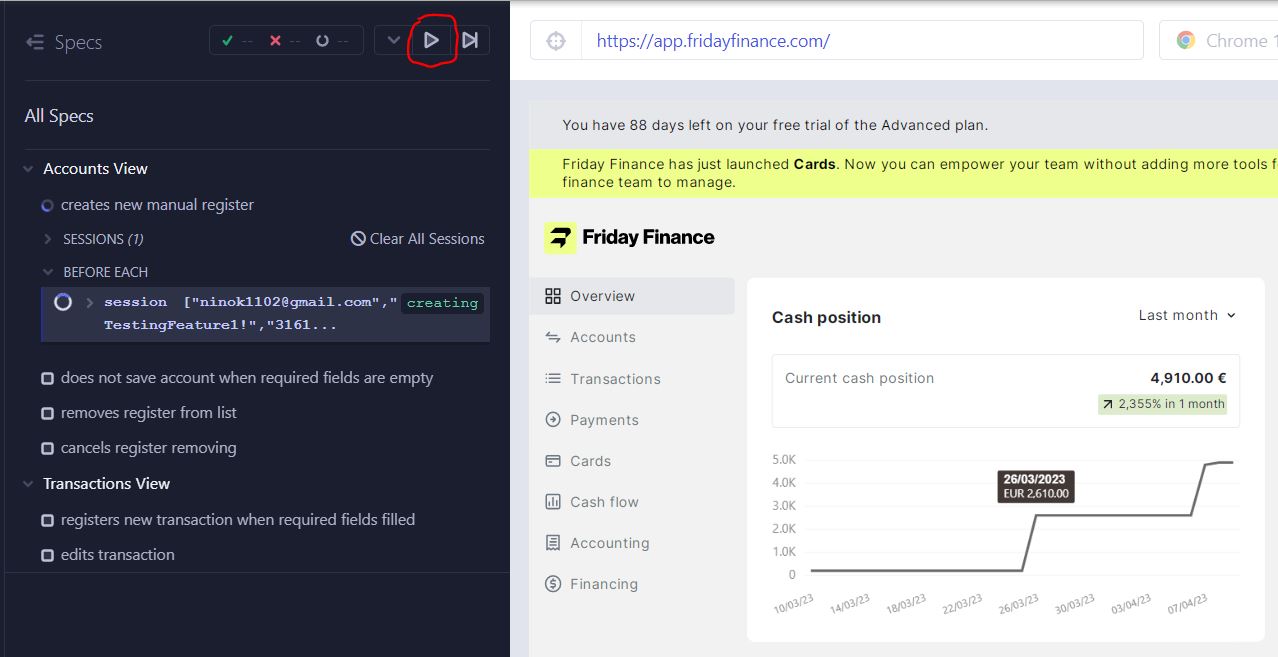 Specs
-- -- --
All Specs
Accounts View
creates new manual register
SESSIONS (1)
Clear All Sessions
BEFORE EACH
session ["ninok1102@gmail.com","
creating
TestingFeature1!","3161...
does not save account when required fields are empty
removes register from list
cancels register removing
Transactions View
registers new transaction when required fields filled
edits transaction
https://app.fridayfinance.com/
Chrome 1
You have 88 days left on your free trial of the Advanced plan.
Friday Finance has just launched Cards. Now you can empower your team without adding more tools f
finance team to manage.
Friday Finance
Overview
Accounts
Transactions
Payments
Cards
Cash flow
Accounting
Financing
Cash position
Last month
Current cash position
4,910.00 €
2,355% in 1 month
5.0K
4.0K
3.0K
2.0K
1.0K
0
26/03/2023
EUR 2,610.00
10/03/23
14/03/23
18/03/23
22/03/23
26/03/23
30/03/23
03/04/23
07/04/23